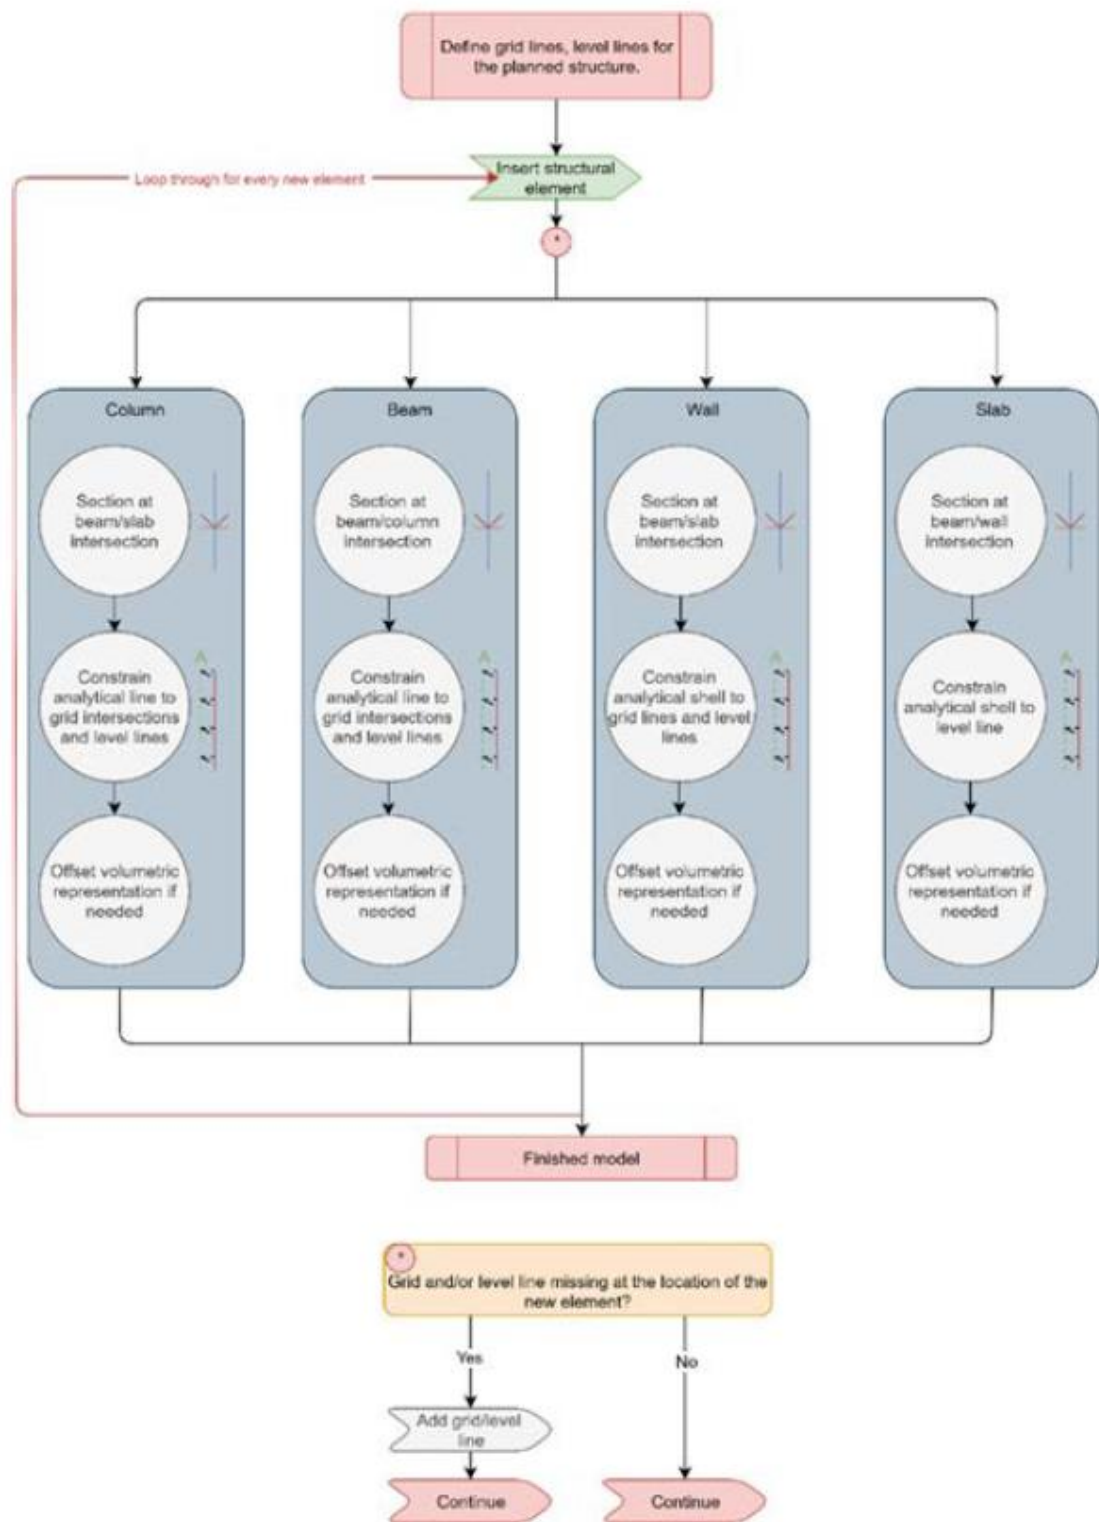 Define grid lines, level lines for
the planned structure.
Loop through for every new element
Insert structural
element
*
Column
Section at
beam/slab
intersection
Constrain
analytical line to
grid intersections
and level lines
Offset volumetric
representation if
needed
Beam
Section at
beam/column
intersection
Constrain
analytical line to
grid intersections
and level lines
Offset volumetric
representation if
needed
Wall
Section at
beam/slab
intersection
Constrain
analytical shell to
grid lines and level
lines
Offset volumetric
representation if
needed
Slab
Section at
beam/wall
intersection
Constrain
analytical shell to
level line
Offset volumetric
representation if
needed
Finished model
*
Grid and/or level line missing at the location of the
new element?
Yes
No
Add grid/level
line
Continue
Continue